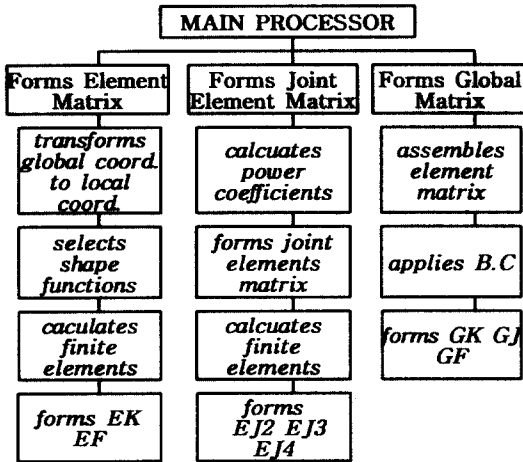 MAIN PROCESSOR
Forms Element
Matrix
transforms
global coord.
to local
coord.
selects
shape
functions
caculates
finite
elements
forms EK
EF
Forms Joint
Element Matrix
calcuates
power
coefficients
forms joint
elements
matrix
calcuates
finite
elements
forms
EJ2 EJ3
EJ4
Forms Global
Matrix
assembles
element
matrix
applies B.C
forms GK GJ
GF